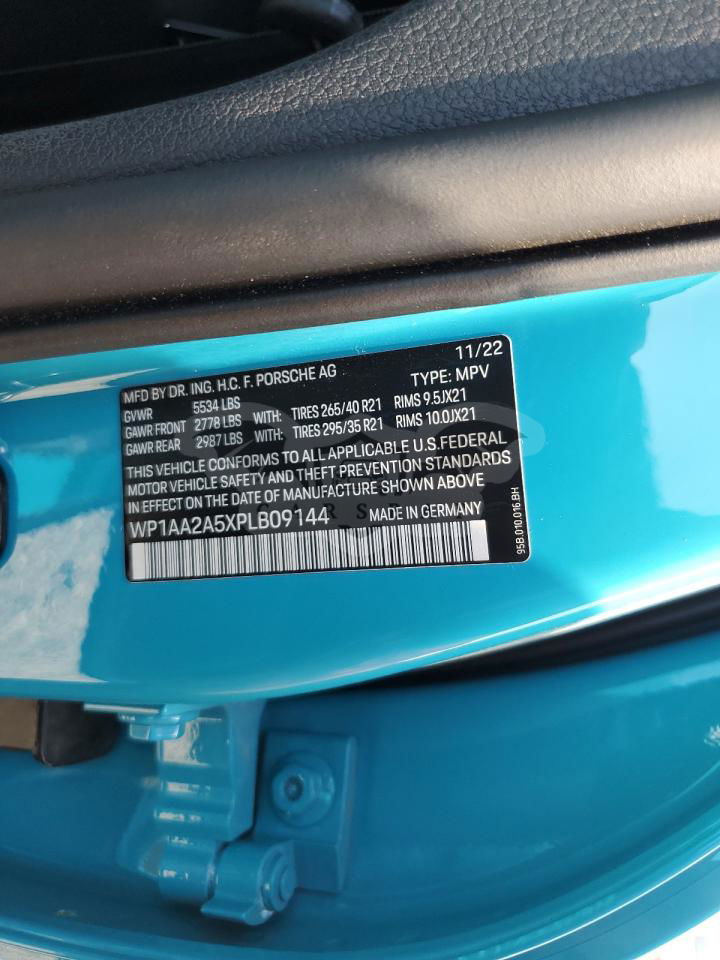 MFD BY DR. ING. H.C. F. PORSCHE AG 11/22
GVWR 5534 LBS TYPE: MPV
GAWR FRONT 2778 LBS WITH: TIRES 265/40 R21 RIMS 9.5JX21
GAWR REAR 2987 LBS WITH: TIRES 295/35 R21 RIMS 10.0JX21
THIS VEHICLE CONFORMS TO ALL APPLICABLE U.S.FEDERAL
MOTOR VEHICLE SAFETY AND THEFT PREVENTION STANDARDS
IN EFFECT ON THE DATE OF MANUFACTURE SHOWN ABOVE
WP1AA2A5XPLB09144 MADE IN GERMANY
95B.010.016 BH
CARS